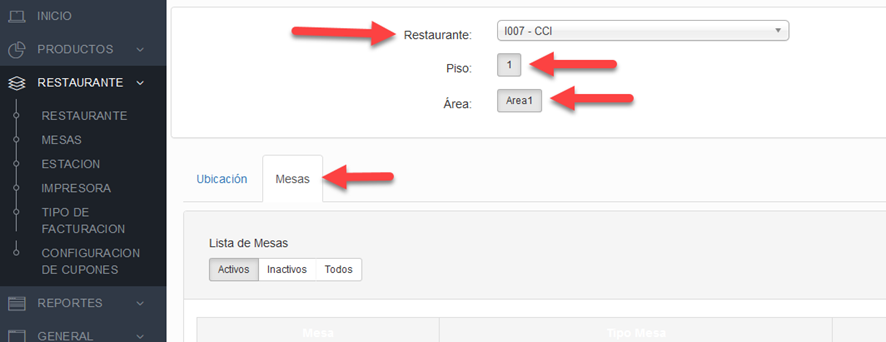 INICIO
PRODUCTOS
RESTAURANTE
RESTAURANTE
MESAS
ESTACION
IMPRESORA
TIPO DE
FACTURACION
CONFIGURACION
DE CUPONES
REPORTES
GENERAL
Restaurante: I007 - CCI
Piso: 1
Área: Area1
Ubicación Mesas
Lista de Mesas
Activos Inactivos Todos
Mesa Tipo Mesa